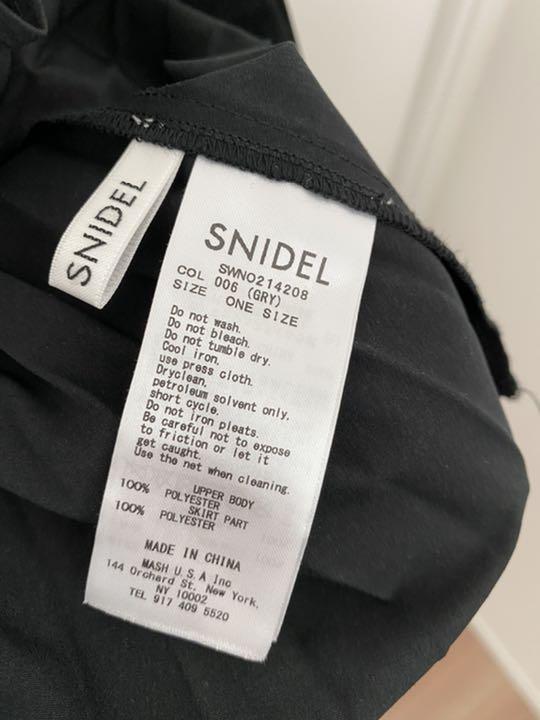 SNIDEL
SNIDEL
SWNO214208
COL 006 (GRY)
SIZE ONE SIZE
Do not wash.
Do not bleach.
Do not tumble dry.
Cool iron,
use press cloth.
Dryclean,
petroleum solvent only,
short cycle.
Do not iron pleats.
Be careful not to expose
to friction or let it
get caught.
Use the net when cleaning.
UPPER BODY
100% POLYESTER
SKIRT PART
100% POLYESTER
MADE IN CHINA
MASH U.S.A Inc
144 Orchard St. New York,
NY 10002
TEL 917 409 5520